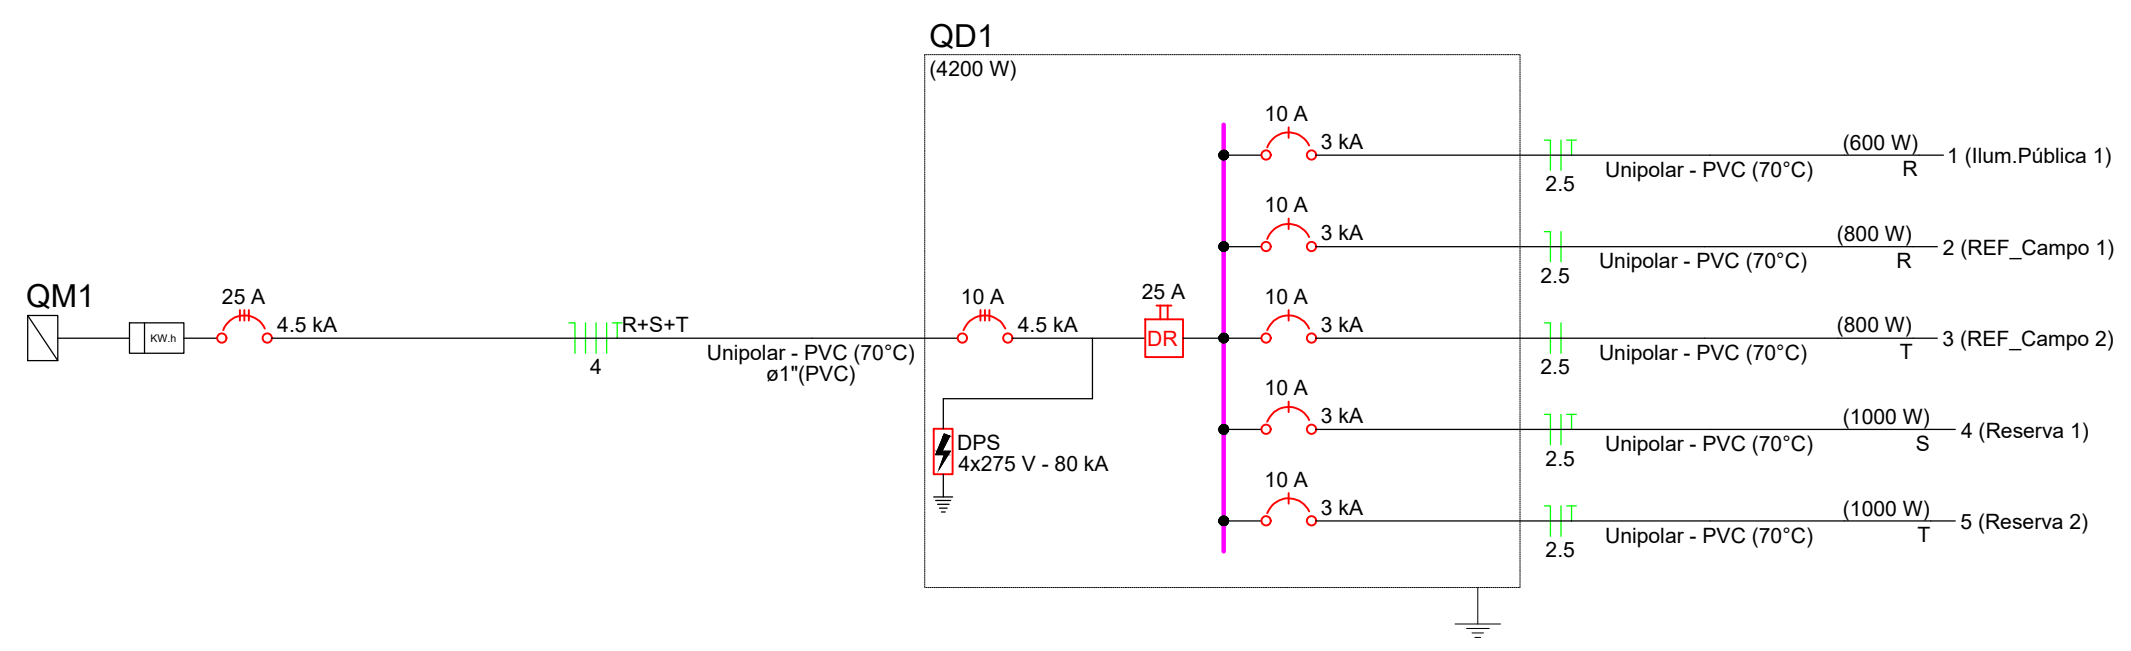 QD1
(4200 W)
10 A
3 kA
2.5
Unipolar - PVC (70°C)
(600 W)
R
1 (Ilum.Pública 1)
10 A
3 kA
2.5
Unipolar - PVC (70°C)
(800 W)
R
2 (REF_Campo 1)
QM1
KW.h
25 A
4.5 kA
R+S+T
4
Unipolar - PVC (70°C)
ø1"(PVC)
10 A
4.5 kA
25 A
DR
10 A
3 kA
2.5
Unipolar - PVC (70°C)
(800 W)
T
3 (REF_Campo 2)
DPS
4x275 V - 80 kA
10 A
3 kA
2.5
Unipolar - PVC (70°C)
(1000 W)
S
4 (Reserva 1)
10 A
3 kA
2.5
Unipolar - PVC (70°C)
(1000 W)
T
5 (Reserva 2)